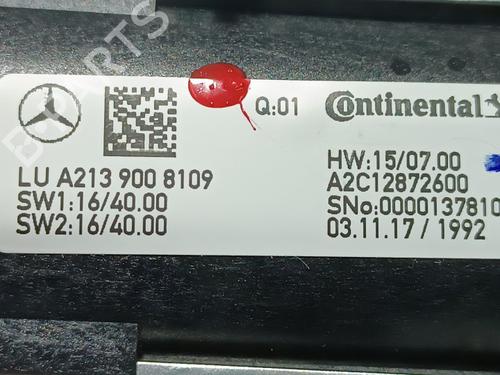 B-PARTS
Q:01 Continental
LU A213 900 8109
SW1:16/40.00
SW2:16/40.00
HW:15/07.00
A2C12872600
SNo:0000137810
03.11.17 / 1992